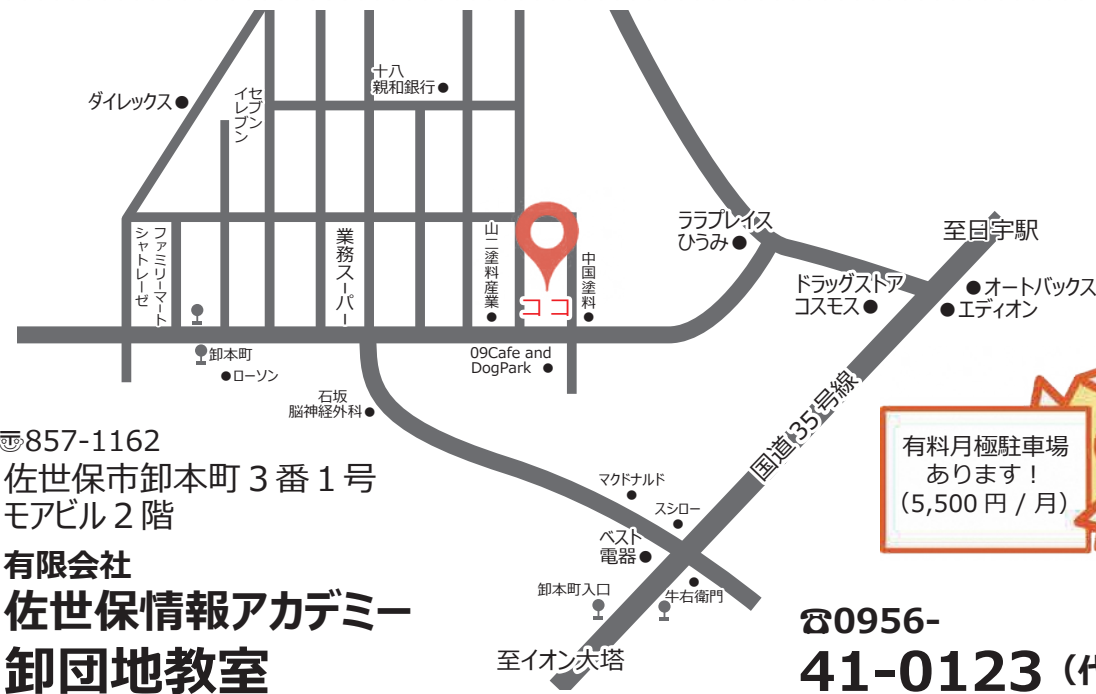 十八
親和銀行
ダイレックス
セブン
イレブン
ファミリーマート
シャトレーゼ
業務スーパー
山二塗料産業
ココ
中国塗料
ララプレイス
ひうみ
至日宇駅
ドラッグストア
コスモス
オートバックス
エディオン
卸本町
ローソン
09Cafe and
DogPark
石坂
脳神経外科
国道35号線
有料月極駐車場
あります！
（5,500 円 / 月）
〠857-1162
佐世保市卸本町３番１号
モアビル２階
マクドナルド
スシロー
ベスト
電器
卸本町入口
牛右衛門
至イオン大塔
有限会社
佐世保情報アカデミー
卸団地教室
☎0956-
41-0123（代